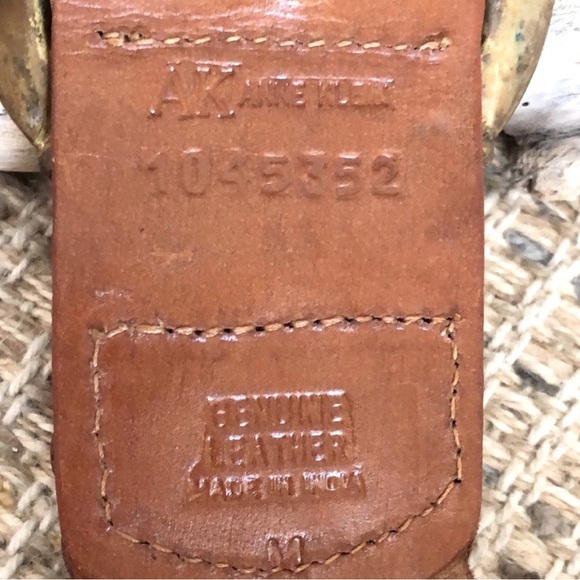 AK ANNE KLEIN
1045352
GENUINE
LEATHER
MADE IN INDIA
M